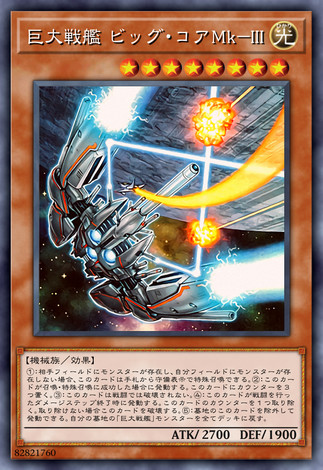 巨大戦艦 ビッグ・コアMk-Ⅲ
光
【機械族/効果】
①:相手フィールドにモンスターが存在し、自分フィールドにモンスターが存
在しない場合、このカードは手札から守備表示で特殊召喚できる。②:このカー
ドが召喚・特殊召喚に成功した場合に発動する。このカードにカウンターを3
つ置く。③:このカードは戦闘では破壊されない。④:このカードが戦闘を行っ
たダメージステップ終了時に発動する。このカードのカウンターを1つ取り除
く。取り除けない場合このカードを破壊する。⑤:墓地のこのカードを除外して
発動できる。自分の墓地の「巨大戦艦」モンスターを全てデッキに戻す。
ATK/2700 DEF/1900
82821760